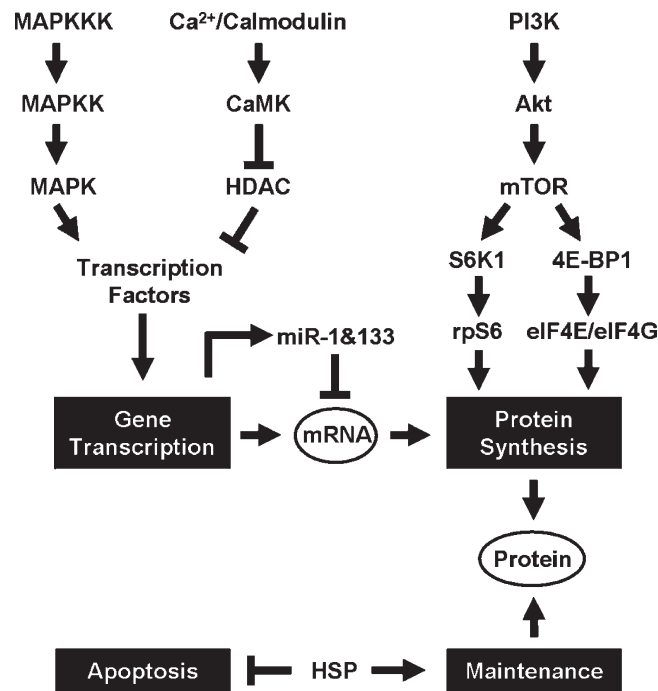 MAPKKK
Ca²⁺/Calmodulin
PI3K
MAPKK
CaMK
Akt
MAPK
HDAC
mTOR
Transcription
Factors
S6K1
4E-BP1
miR-1&133
rpS6
eIF4E/eIF4G
Gene
Transcription
mRNA
Protein
Synthesis
Protein
Apoptosis
HSP
Maintenance